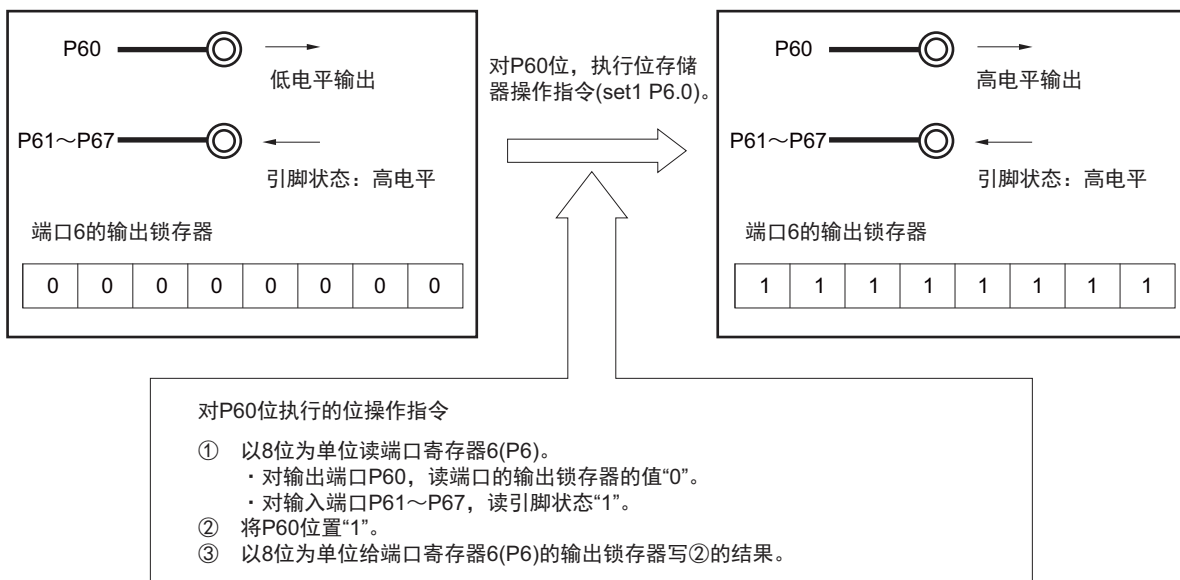 P60
低电平输出
P61～P67
引脚状态：高电平
端口6的输出锁存器
0 0 0 0 0 0 0 0
对P60位，执行位存储
器操作指令(set1 P6.0)。
P60
高电平输出
P61～P67
引脚状态：高电平
端口6的输出锁存器
1 1 1 1 1 1 1 1
对P60位执行的位操作指令
① 以8位为单位读端口寄存器6(P6)。
・对输出端口P60，读端口的输出锁存器的值“0”。
・对输入端口P61～P67，读引脚状态“1”。
② 将P60位置“1”。
③ 以8位为单位给端口寄存器6(P6)的输出锁存器写②的结果。